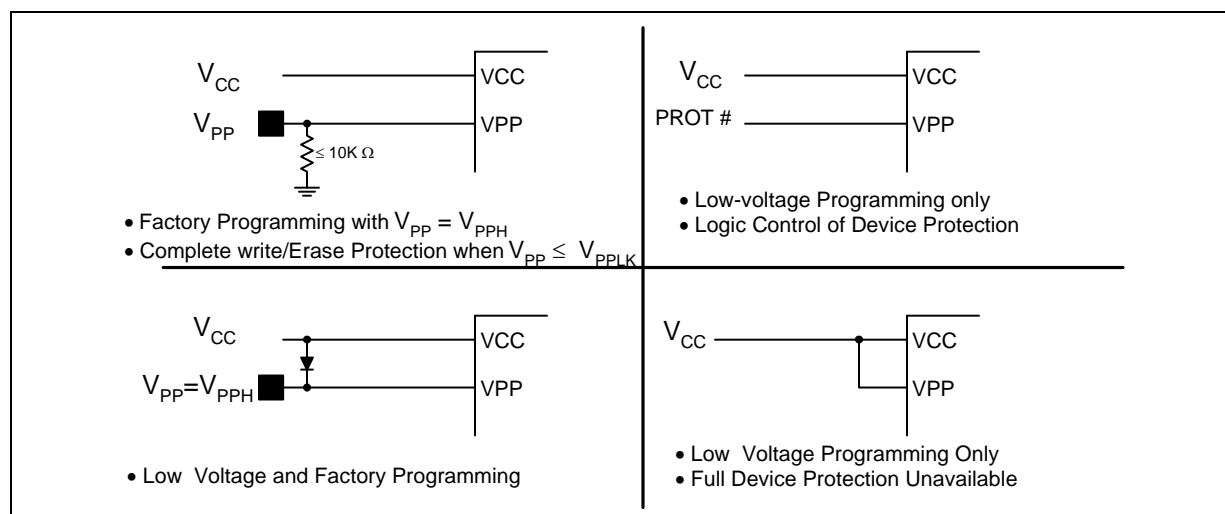 V_CC
VCC
V_PP
VPP
≤ 10K Ω
• Factory Programming with V_PP = V_PPH
• Complete write/Erase Protection when V_PP ≤ V_PPLK
V_CC
VCC
PROT #
VPP
• Low-voltage Programming only
• Logic Control of Device Protection
V_CC
VCC
V_PP=V_PPH
VPP
• Low Voltage and Factory Programming
V_CC
VCC
VPP
• Low Voltage Programming Only
• Full Device Protection Unavailable